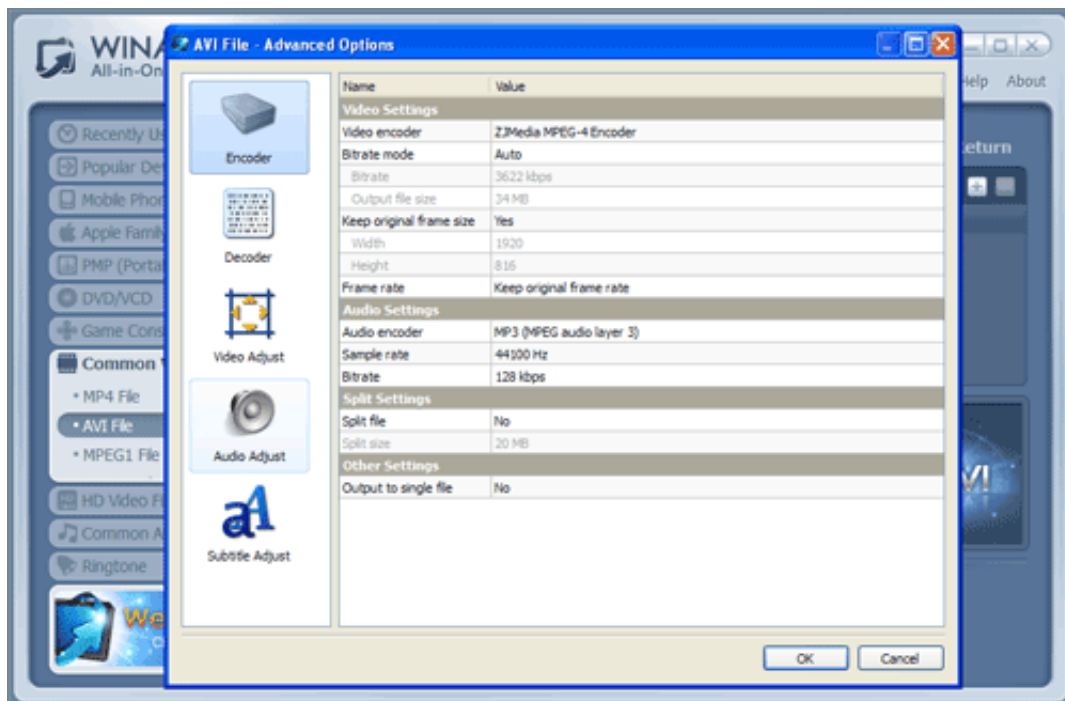 WINA
All-in-On
AVI File - Advanced Options
Help About
Return
Recently Us
Popular De
Mobile Phon
Apple Family
PMP (Porta
DVD/VCD
Game Cons
Common
• MP4 File
• AVI File
• MPEG1 File
HD Video Fi
Common A
Ringtone
We
Encoder
Decoder
Video Adjust
Audio Adjust
Subtitle Adjust
Name Value
Video Settings
Video encoder ZJMedia MPEG-4 Encoder
Bitrate mode Auto
Bitrate 3622 kbps
Output file size 34 MB
Keep original frame size Yes
Width 1920
Height 816
Frame rate Keep original frame rate
Audio Settings
Audio encoder MP3 (MPEG audio layer 3)
Sample rate 44100 Hz
Bitrate 128 kbps
Split Settings
Split file No
Split size 20 MB
Other Settings
Output to single file No
VI
OK Cancel